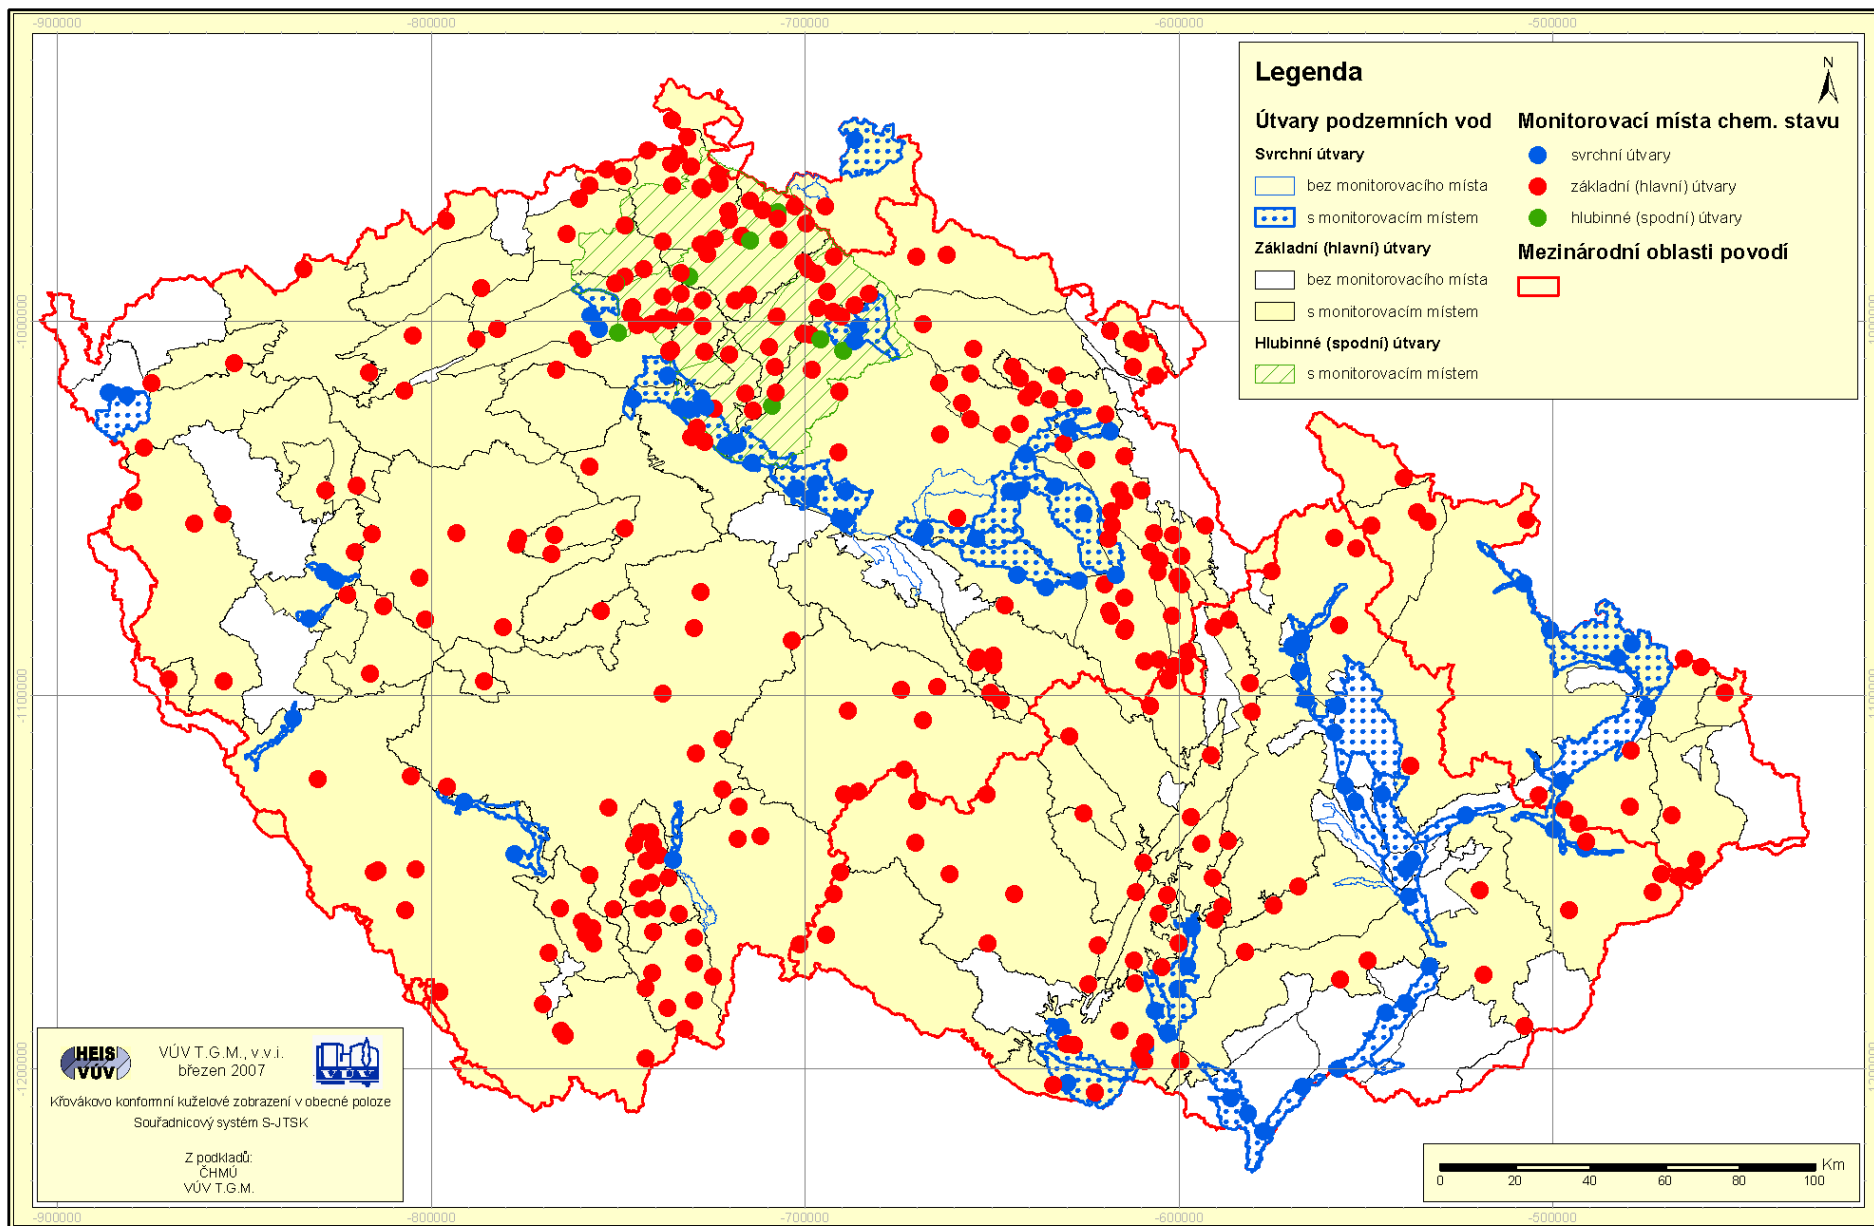 -900000
-800000
-700000
-600000
-500000
Legenda
N
Útvary podzemních vod
Svrchní útvary
bez monitorovacího místa
s monitorovacím místem
Základní (hlavní) útvary
bez monitorovacího místa
s monitorovacím místem
Hlubinné (spodní) útvary
s monitorovacím místem
Monitorovací místa chem. stavu
svrchní útvary
základní (hlavní) útvary
hlubinné (spodní) útvary
Mezinárodní oblasti povodí
-1000000
-1000000
-1100000
-1100000
-1200000
-1200000
HEIS
VÚV
VÚV T.G.M., v.v.i.
březen 2007
Křovákovo konformní kuželové zobrazení v obecné poloze
Souřadnicový systém S-JTSK
Z podkladů:
ČHMÚ
VÚV T.G.M.
Km
0 20 40 60 80 100
-900000
-800000
-700000
-600000
-500000